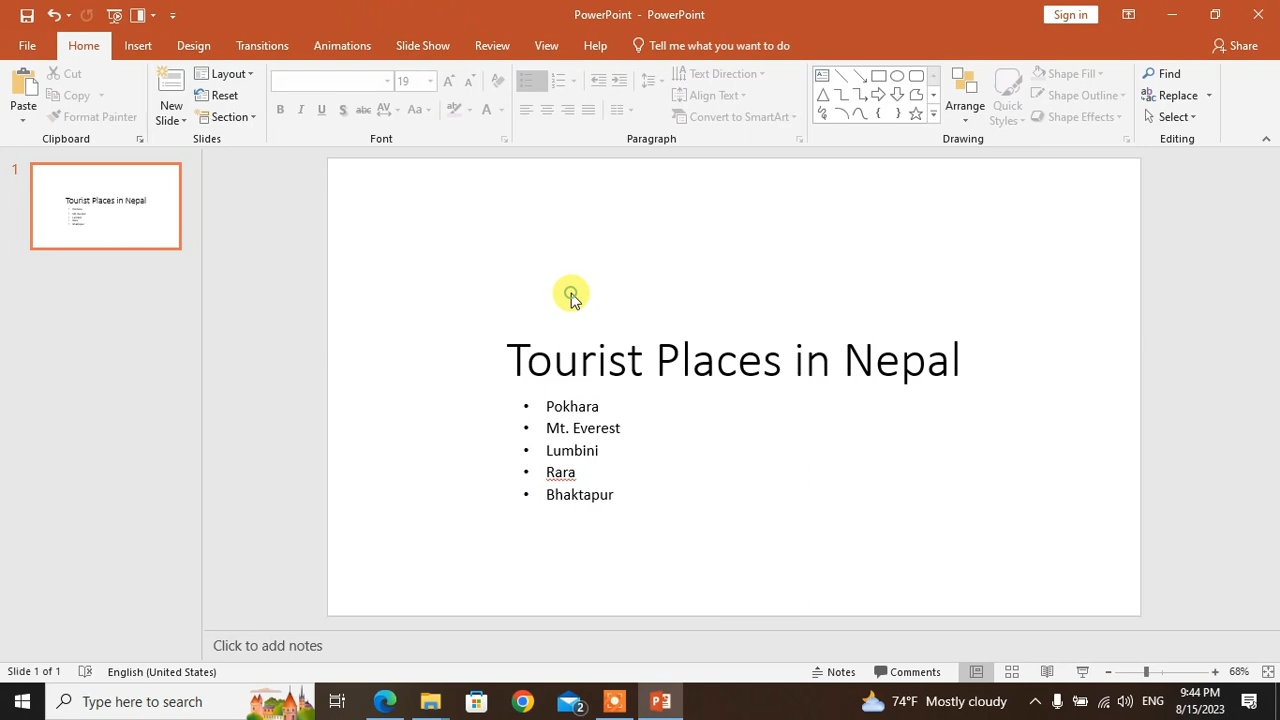 PowerPoint - PowerPoint
Sign in
File Home Insert Design Transitions Animations Slide Show Review View Help Tell me what you want to do Share
Paste
Cut
Copy
Format Painter
Clipboard
New Slide
Layout
Reset
Section
Slides
19
B I U S abc AV Aa A
Font
Text Direction
Align Text
Convert to SmartArt
Paragraph
Arrange
Quick Styles
Shape Fill
Shape Outline
Shape Effects
Drawing
Find
Replace
Select
Editing
1
Tourist Places in Nepal
Tourist Places in Nepal
• Pokhara
• Mt. Everest
• Lumbini
• Rara
• Bhaktapur
Click to add notes
Slide 1 of 1 English (United States) Notes Comments 68%
Type here to search
2
74°F Mostly cloudy
ENG
9:44 PM
8/15/2023